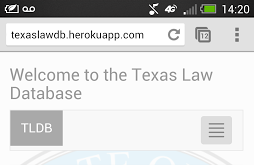 14:20
texaslawdb.herokuapp.com
12
Welcome to the Texas Law
Database
TLDB